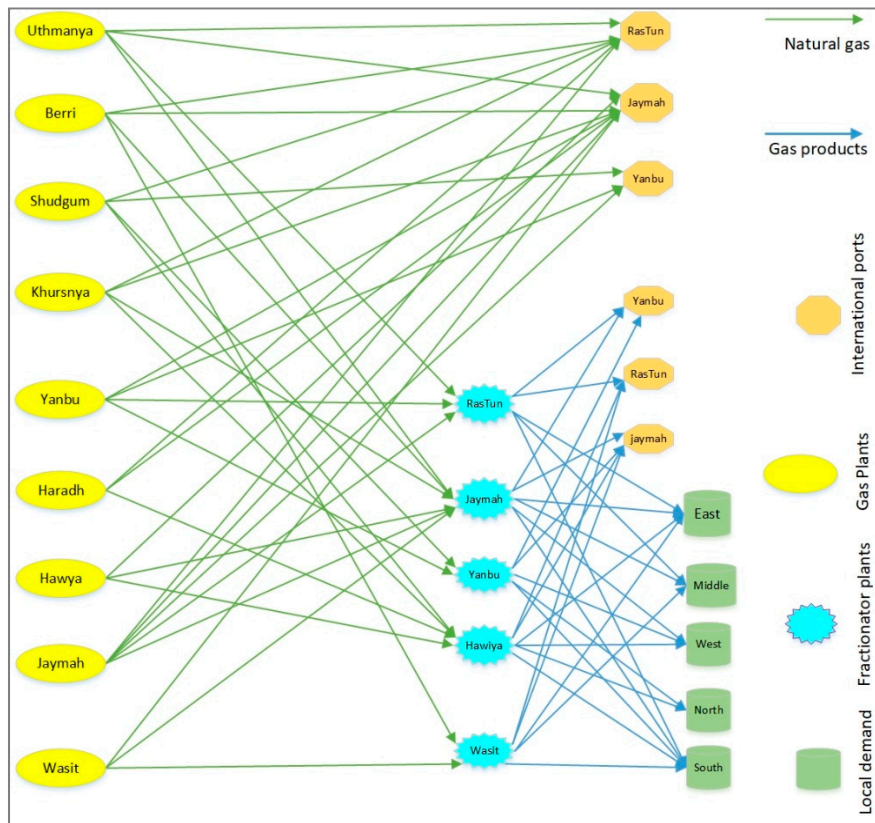 Uthmanya
Berri
Shudgum
Khursnya
Yanbu
Haradh
Hawya
Jaymah
Wasit
RasTun
Jaymah
Yanbu
Hawiya
Wasit
RasTun
Jaymah
Yanbu
Yanbu
RasTun
jaymah
East
Middle
West
North
South
Natural gas
Gas products
International ports
Gas Plants
Fractionator plants
Local demand